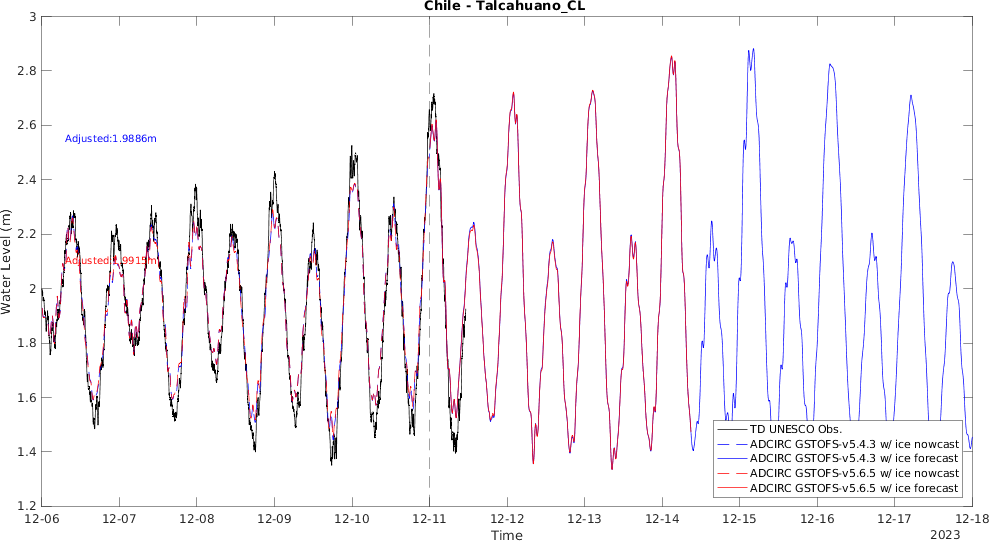 Chile - Talcahuano_CL
3
2.8
2.6
2.4
2.2
2
1.8
1.6
1.4
1.2
Water Level (m)
Adjusted:1.9886m
Adjusted:1.9915m
TD UNESCO Obs.
ADCIRC GSTOFS-v5.4.3 w/ ice nowcast
ADCIRC GSTOFS-v5.4.3 w/ ice forecast
ADCIRC GSTOFS-v5.6.5 w/ ice nowcast
ADCIRC GSTOFS-v5.6.5 w/ ice forecast
12-06 12-07 12-08 12-09 12-10 12-11 12-12 12-13 12-14 12-15 12-16 12-17 12-18
Time
2023